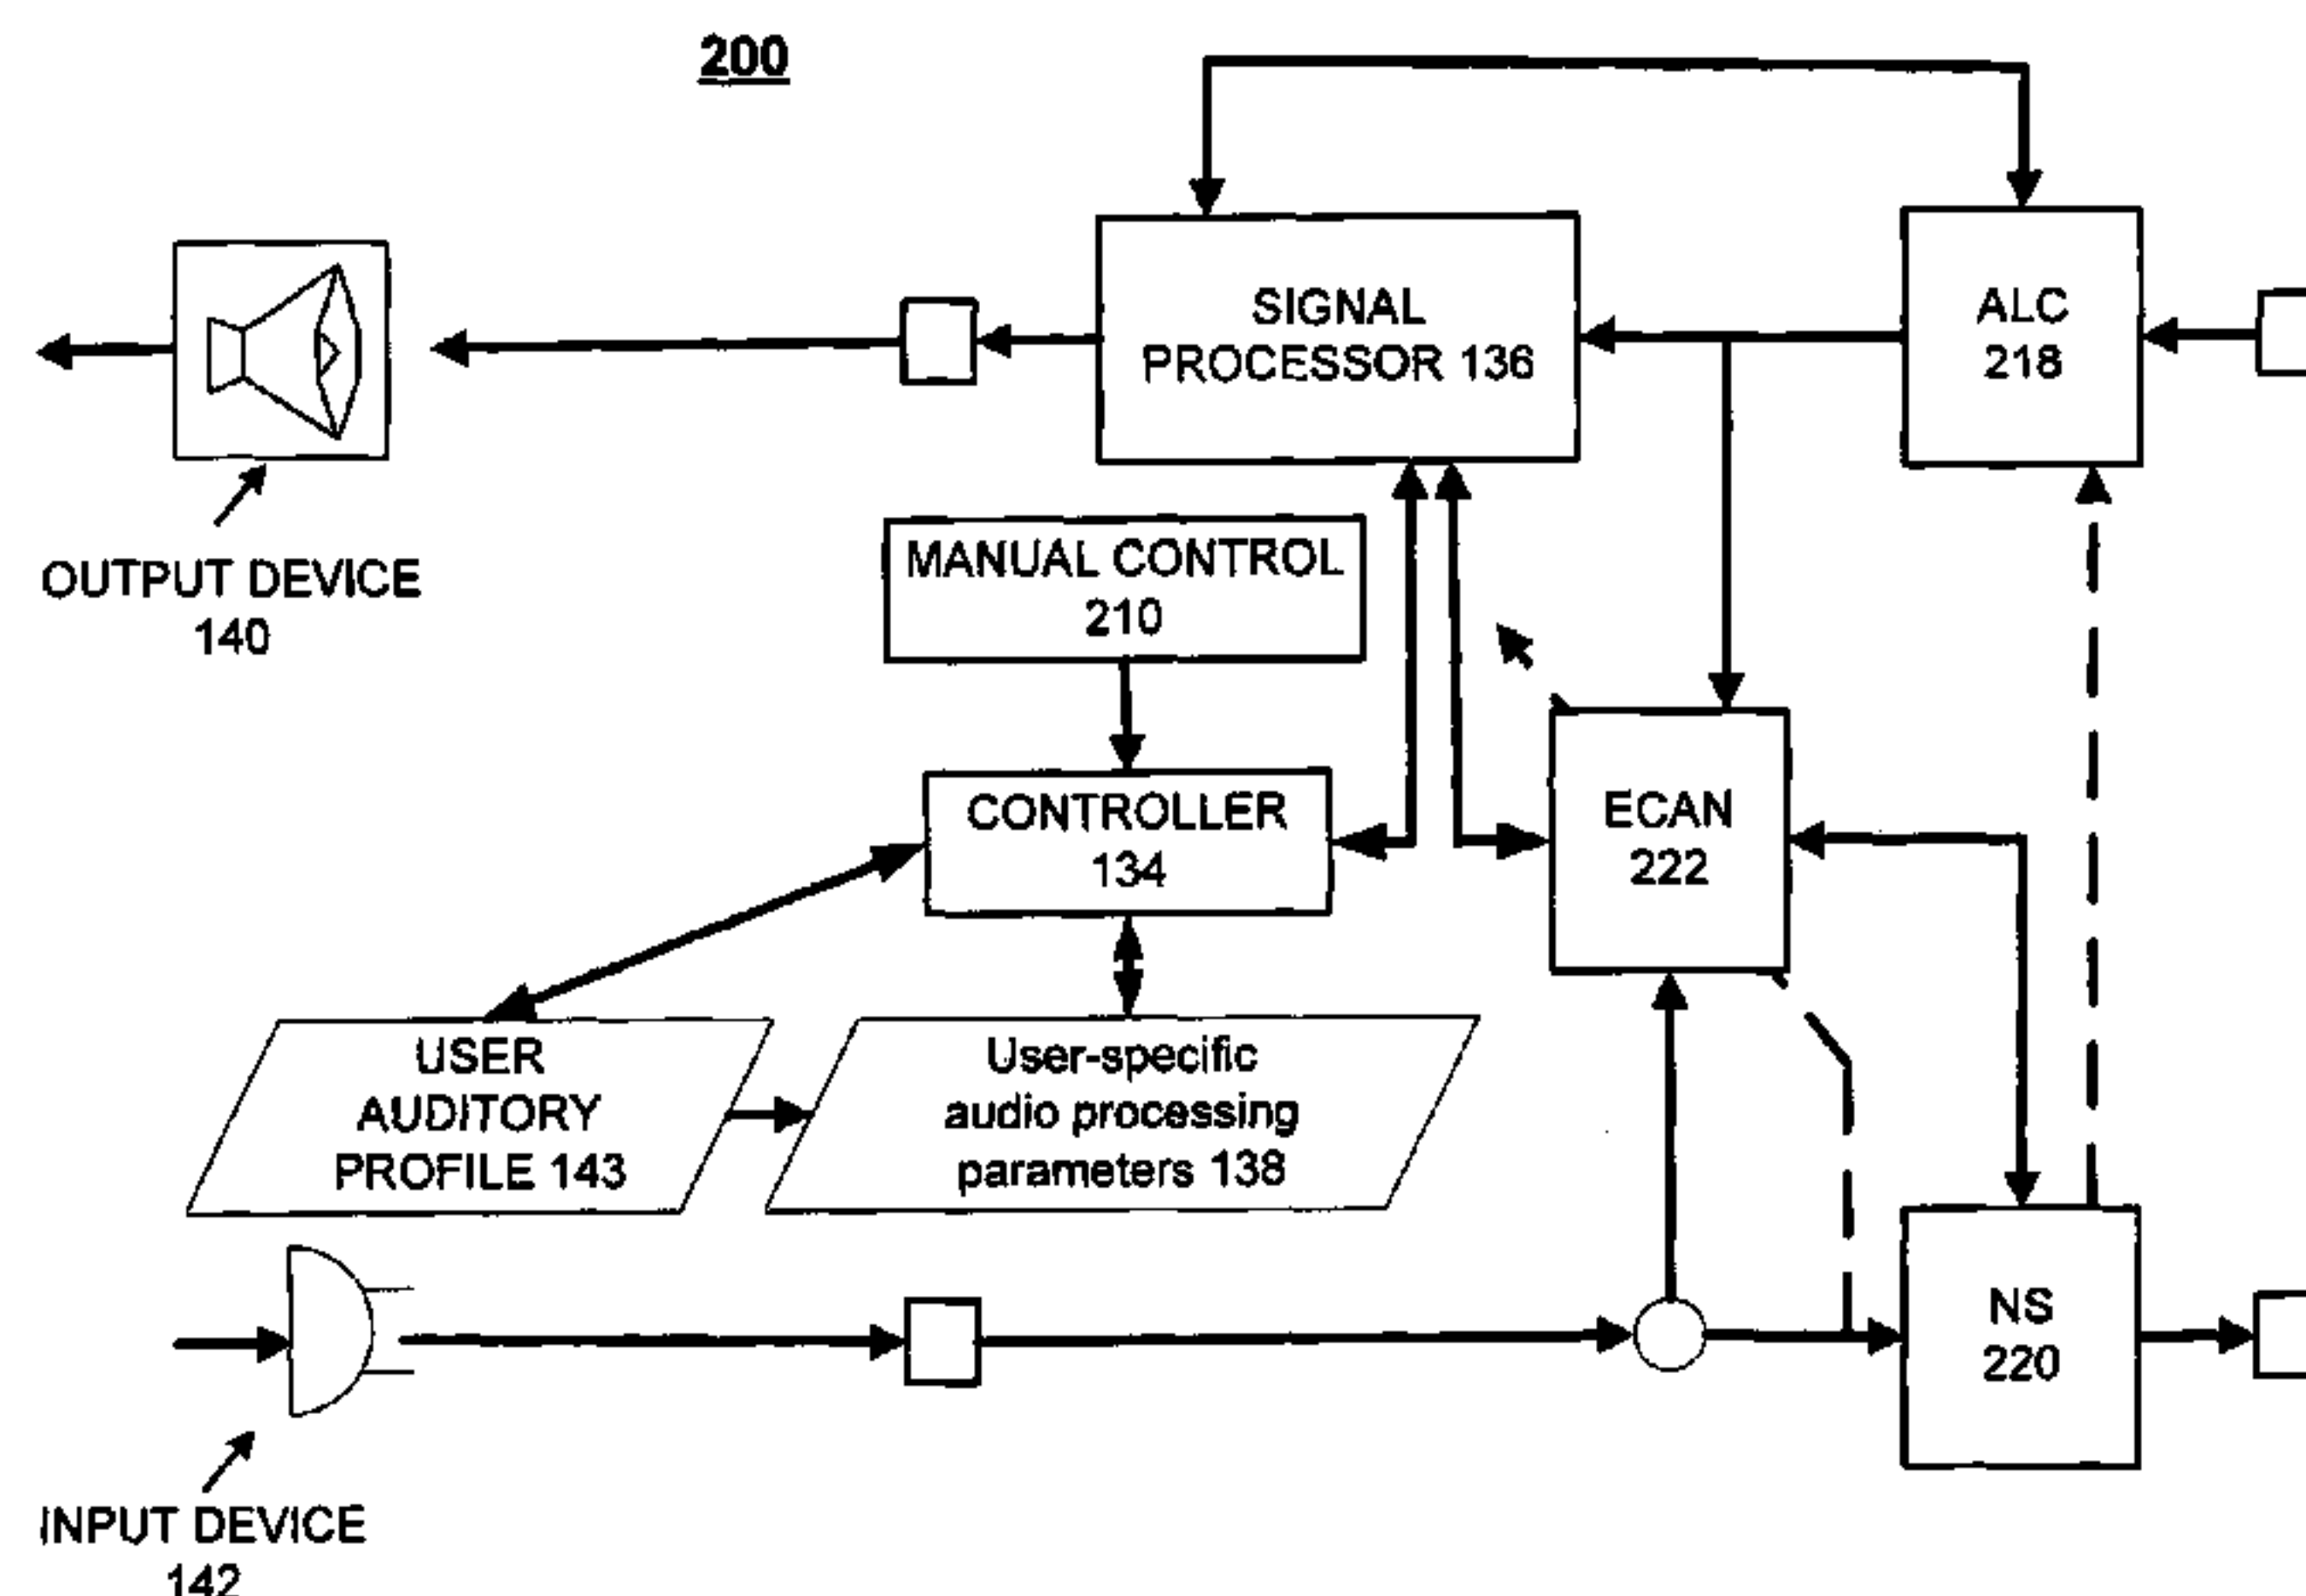 200
SIGNAL
PROCESSOR 136
ALC
218
OUTPUT DEVICE
140
MANUAL CONTROL
210
CONTROLLER
134
ECAN
222
USER
AUDITORY
PROFILE 143
User-specific
audio processing
parameters 138
NS
220
INPUT DEVICE
142